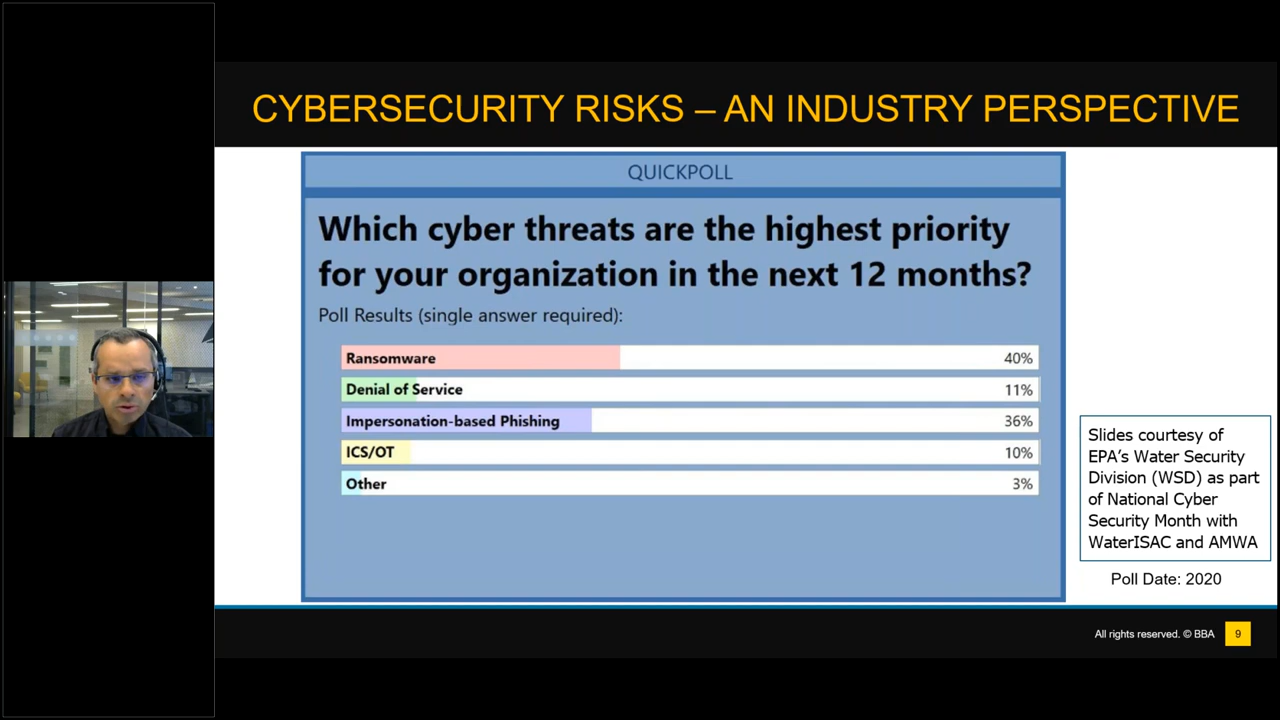 CYBERSECURITY RISKS – AN INDUSTRY PERSPECTIVE
QUICKPOLL
Which cyber threats are the highest priority
for your organization in the next 12 months?
Poll Results (single answer required):
Ransomware 40%
Denial of Service 11%
Impersonation-based Phishing 36%
ICS/OT 10%
Other 3%
Slides courtesy of
EPA's Water Security
Division (WSD) as part
of National Cyber
Security Month with
WaterISAC and AMWA
Poll Date: 2020
All rights reserved. © BBA 9